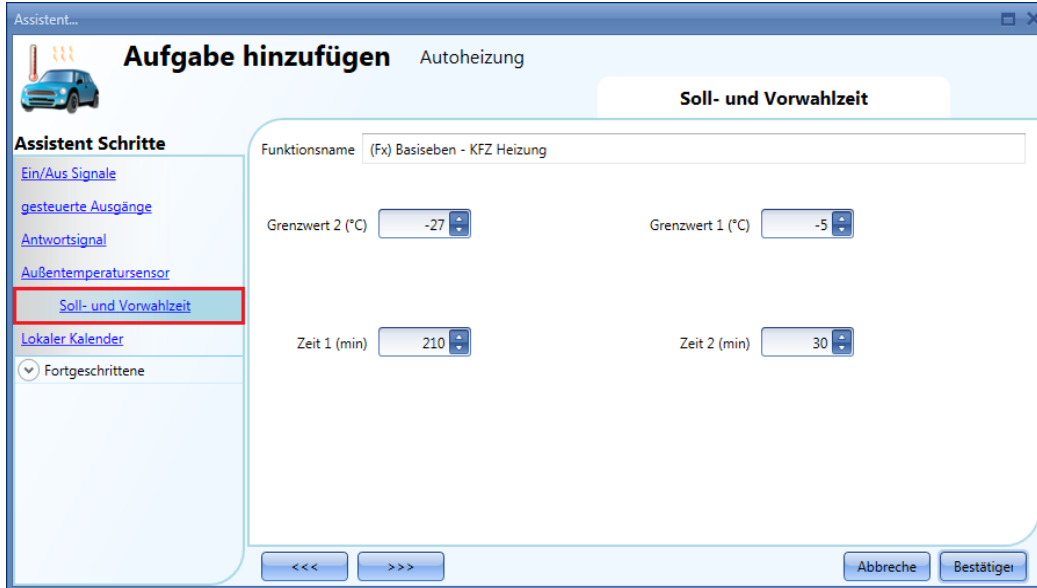 Assistent...
Aufgabe hinzufügen Autoheizung
Soll- und Vorwahlzeit
Assistent Schritte
Ein/Aus Signale
gesteuerte Ausgänge
Antwortsignal
Außentemperatursensor
Soll- und Vorwahlzeit
Lokaler Kalender
Fortgeschrittene
Funktionsname (Fx) Basiseben - KFZ Heizung
Grenzwert 2 (°C) -27 Grenzwert 1 (°C) -5
Zeit 1 (min) 210 Zeit 2 (min) 30
<<< >>> Abbreche Bestätiger